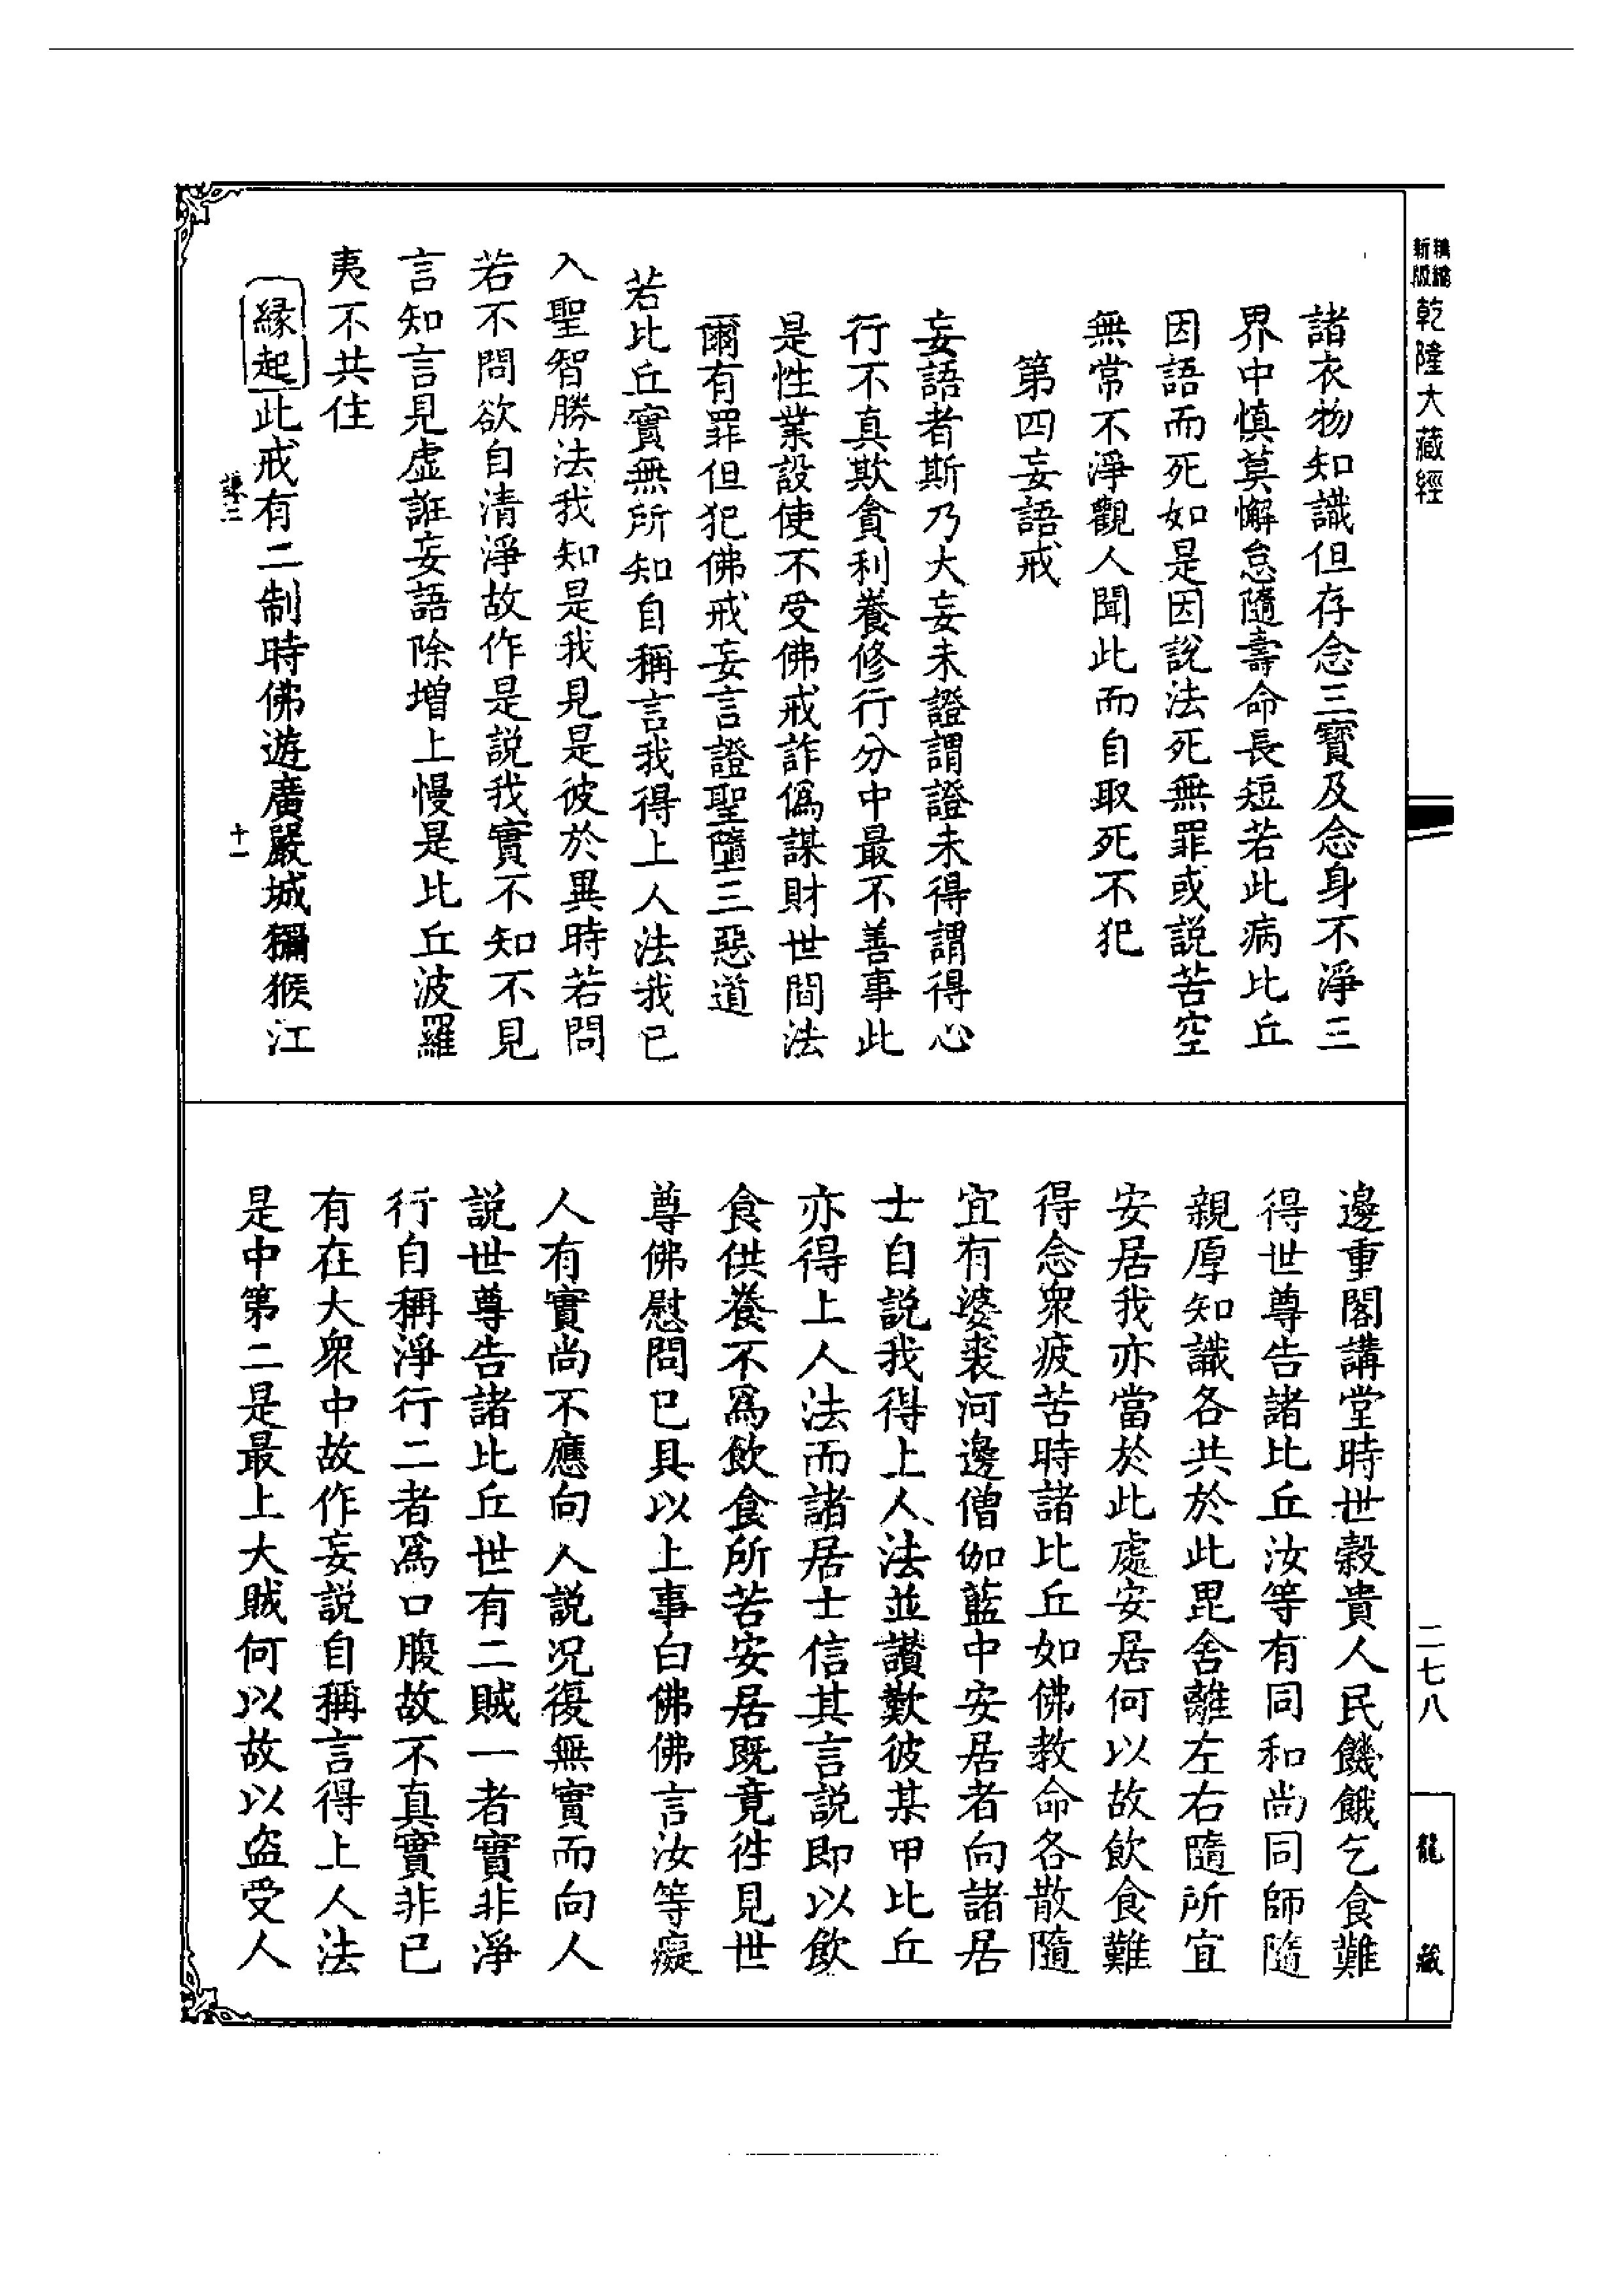 新編縮版乾隆大藏經
諸衣物知識但存念三寶及念身不淨三
界中慎莫懈怠隨壽命長短若此病比丘
因語而死如是因說法死無罪或説苦空
無常不淨觀人聞此而自取死不犯
第四妄語戒
妄語者斯乃大妄未證謂證未得謂得心
行不真欺貪利養修行分中最不善事此
是性業設使不受佛戒詐偽謀財世間法
爾有罪但犯佛戒妄言證聖墮三惡道
若比丘實無所知自稱言我得上人法我已
入聖智勝法我知是我見是彼於異時若問
若不問欲自清淨故作是説我實不知不見
言知言見虛誑妄語除增上慢是比丘波羅
夷不共住
緣起此戒有二制時佛遊廣嚴城獼猴江
十一
邊重閣講堂時世穀貴人民饑餓乞食難
得世尊告諸比丘汝等有同和尚同師隨
親厚知識各共於此毘舍離左右隨所宜
安居我亦當於此處安居何以故飲食難
得念眾疲苦時諸比丘如佛教命各散隨
宜有婆裘河邊僧伽藍中安居者向諸居
士自説我得上人法並讚歎彼某甲比丘
亦得上人法而諸居士信其言説即以飲
食供養不為飲食所苦安居既竟徃見世
尊佛慰問已具以上事白佛佛言汝等癡
人有實尚不應向人説况復無實而向人
説世尊告諸比丘世有二賊一者實非淨
行自稱淨行二者為口腹故不真實非已
有在大眾中故作妄説自稱言得上人法
是中第二是最上大賊何以故以盜受人
二七八
龍藏